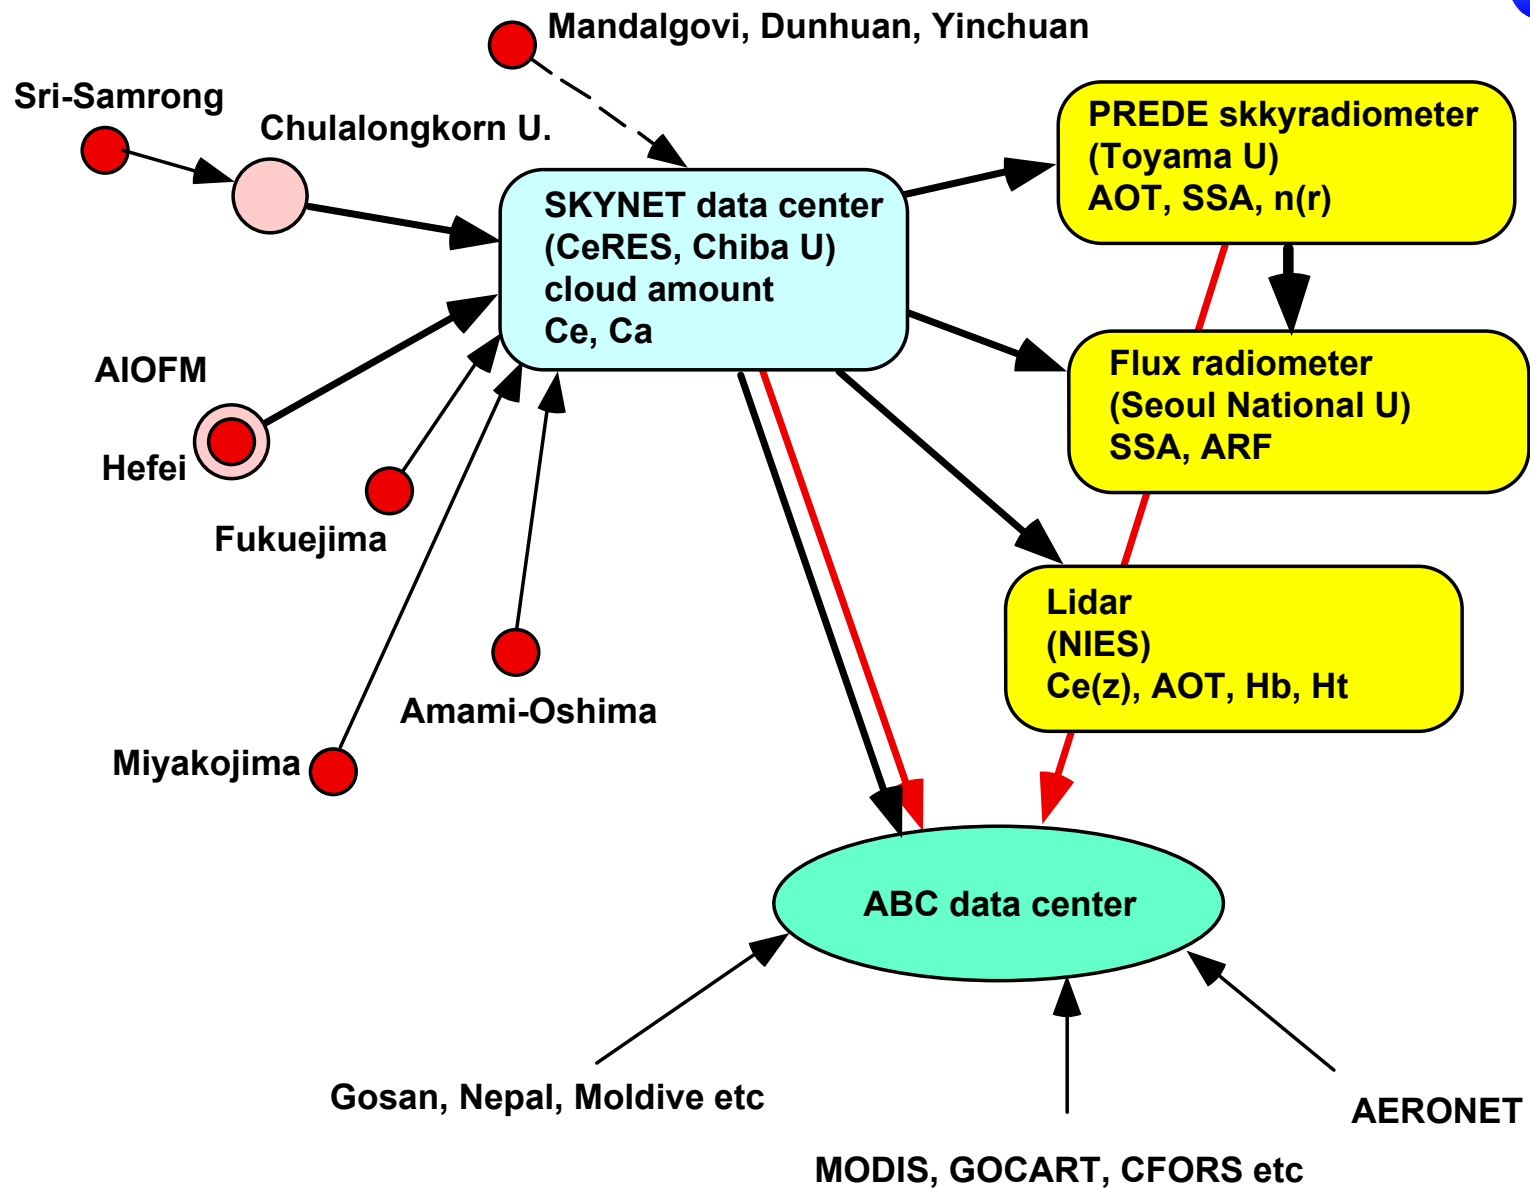 Mandalgovi, Dunhuan, Yinchuan
Sri-Samrong
Chulalongkorn U.
PREDE skkyradiometer
(Toyama U)
AOT, SSA, n(r)
SKYNET data center
(CeRES, Chiba U)
cloud amount
Ce, Ca
AIOFM
Hefei
Flux radiometer
(Seoul National U)
SSA, ARF
Fukuejima
Lidar
(NIES)
Ce(z), AOT, Hb, Ht
Amami-Oshima
Miyakojima
ABC data center
Gosan, Nepal, Moldive etc
AERONET
MODIS, GOCART, CFORS etc